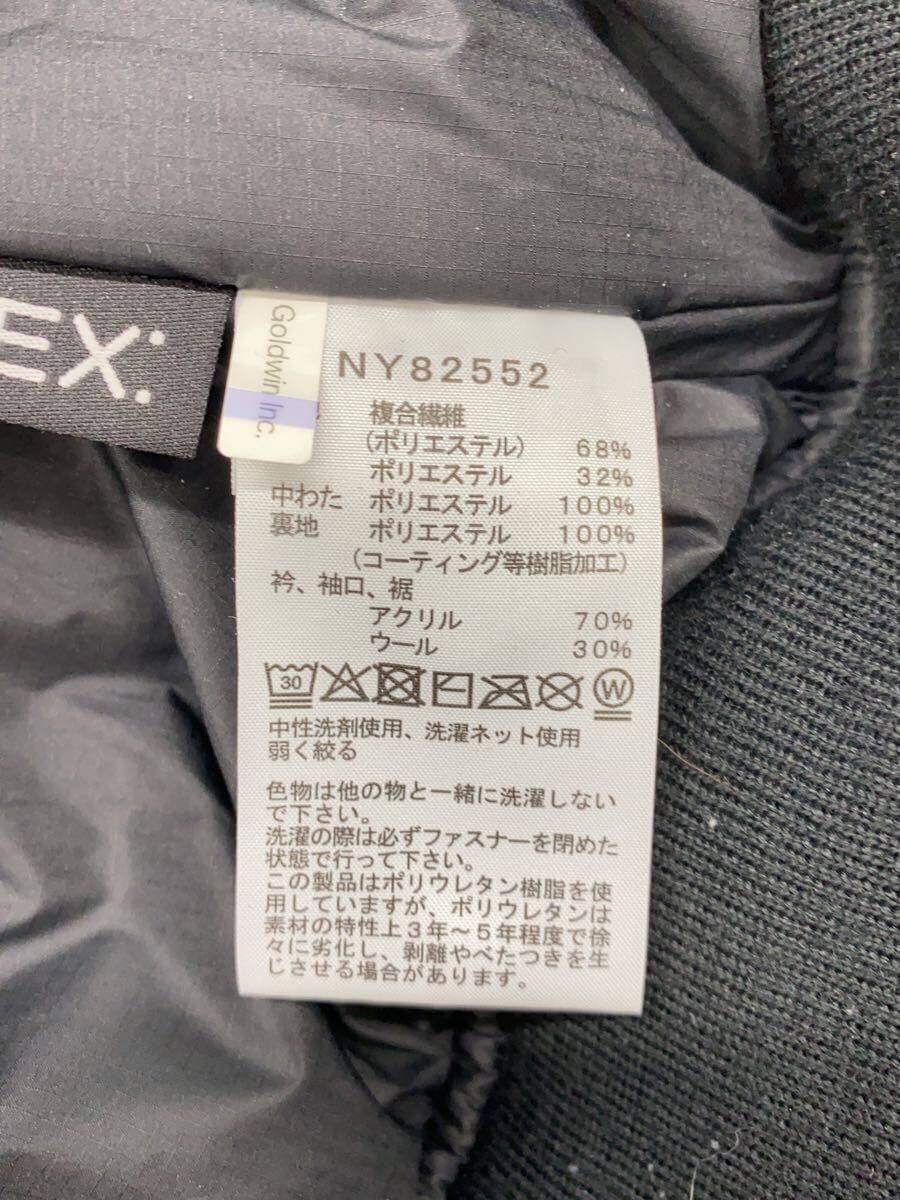 EX:
Goldwin Inc.
NY82552
複合繊維
(ポリエステル) 68%
ポリエステル 32%
中わた ポリエステル 100%
裏地 ポリエステル 100%
(コーティング等樹脂加工)
衿、袖口、裾
アクリル 70%
ウール 30%
30 W
中性洗剤使用、洗濯ネット使用
弱く絞る
色物は他の物と一緒に洗濯しない
で下さい。
洗濯の際は必ずファスナーを閉めた
状態で行って下さい。
この製品はポリウレタン樹脂を使
用していますが、ポリウレタンは
素材の特性上3年～5年程度で徐
々に劣化し、剥離やべたつきを生
じさせる場合があります。